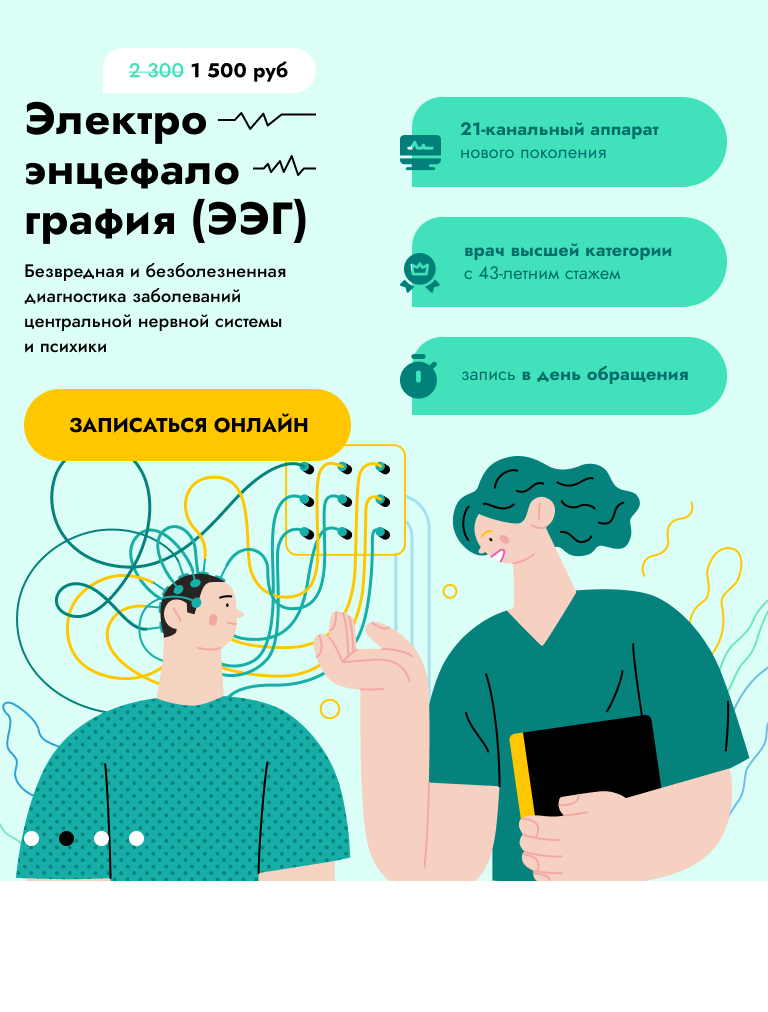 2 300 1 500 руб
Электро
энцефало
графия (ЭЭГ)
Безвредная и безболезненная
диагностика заболеваний
центральной нервной системы
и психики
ЗАПИСАТЬСЯ ОНЛАЙН
21-канальный аппарат
нового поколения
врач высшей категории
с 43-летним стажем
запись в день обращения